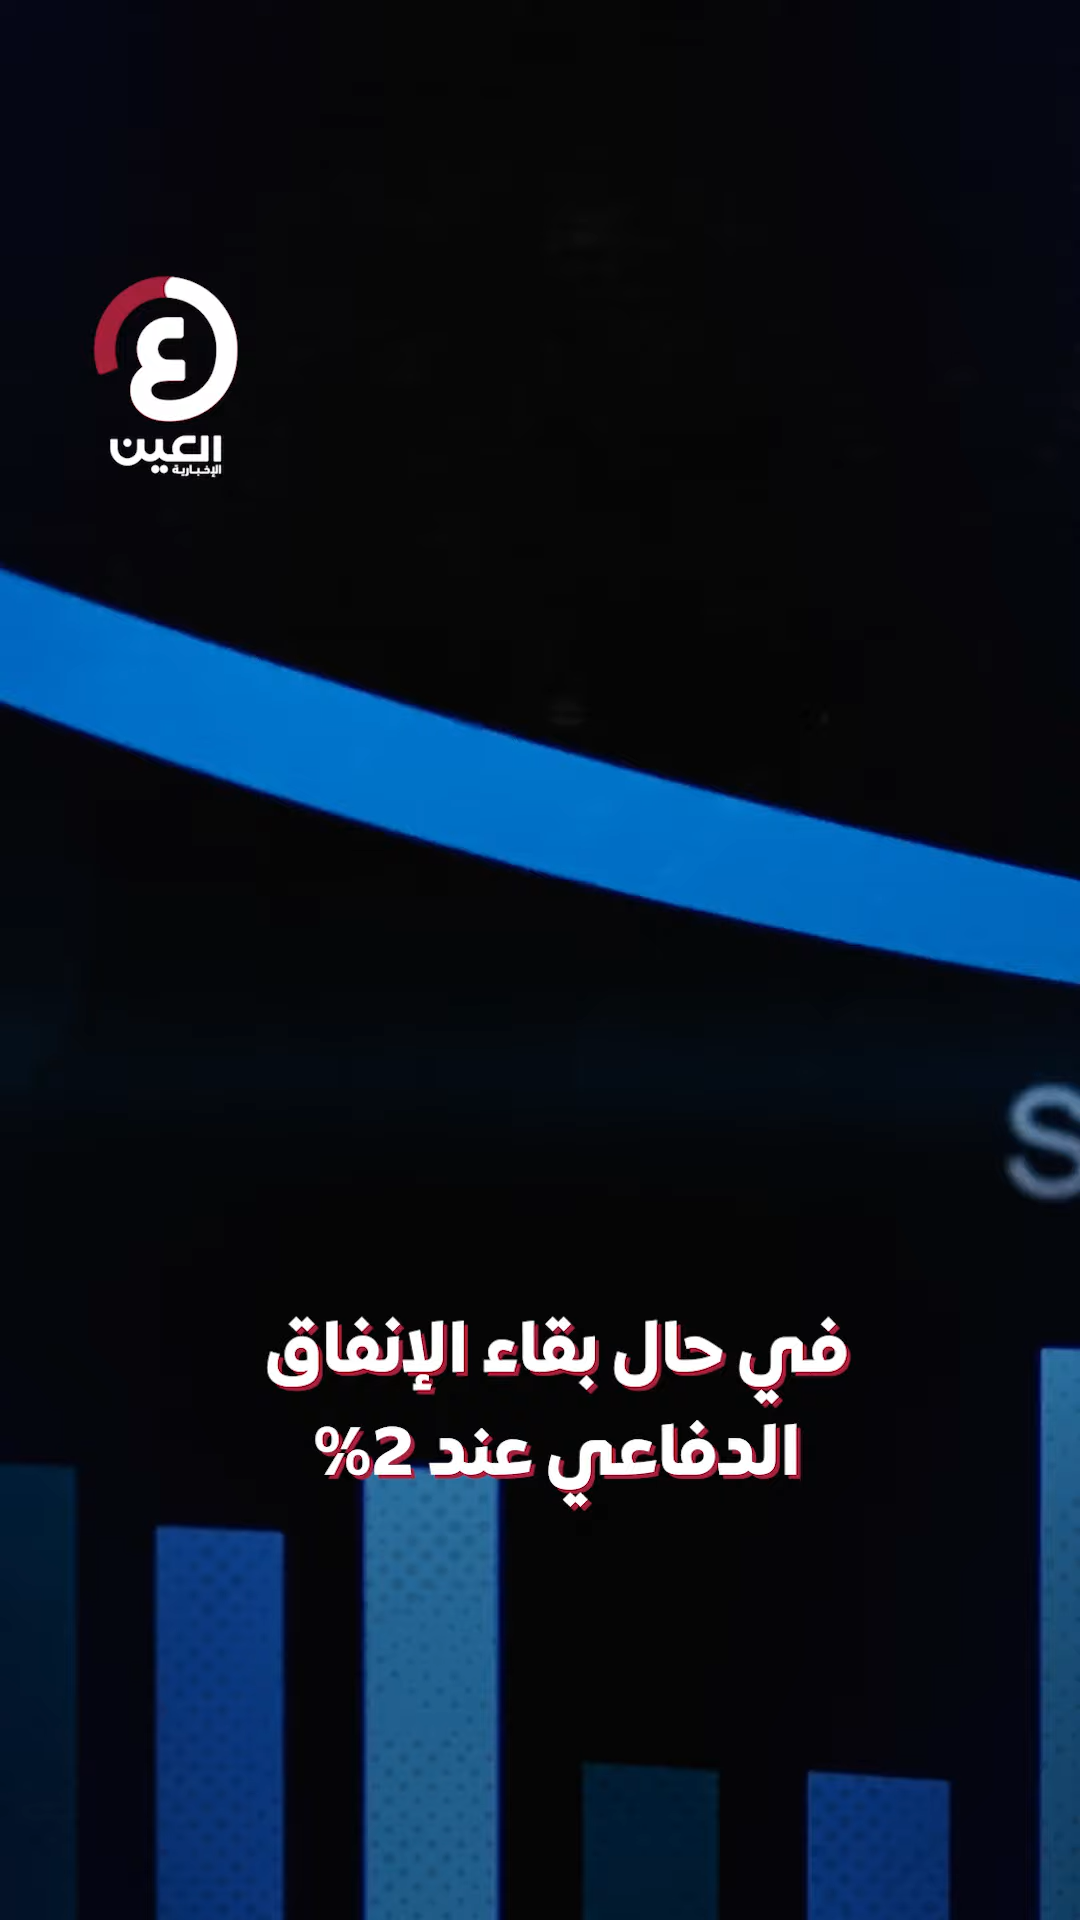 ع
العين
الإخبارية
S
في حال بقاء الإنفاق
الدفاعي عند 2%